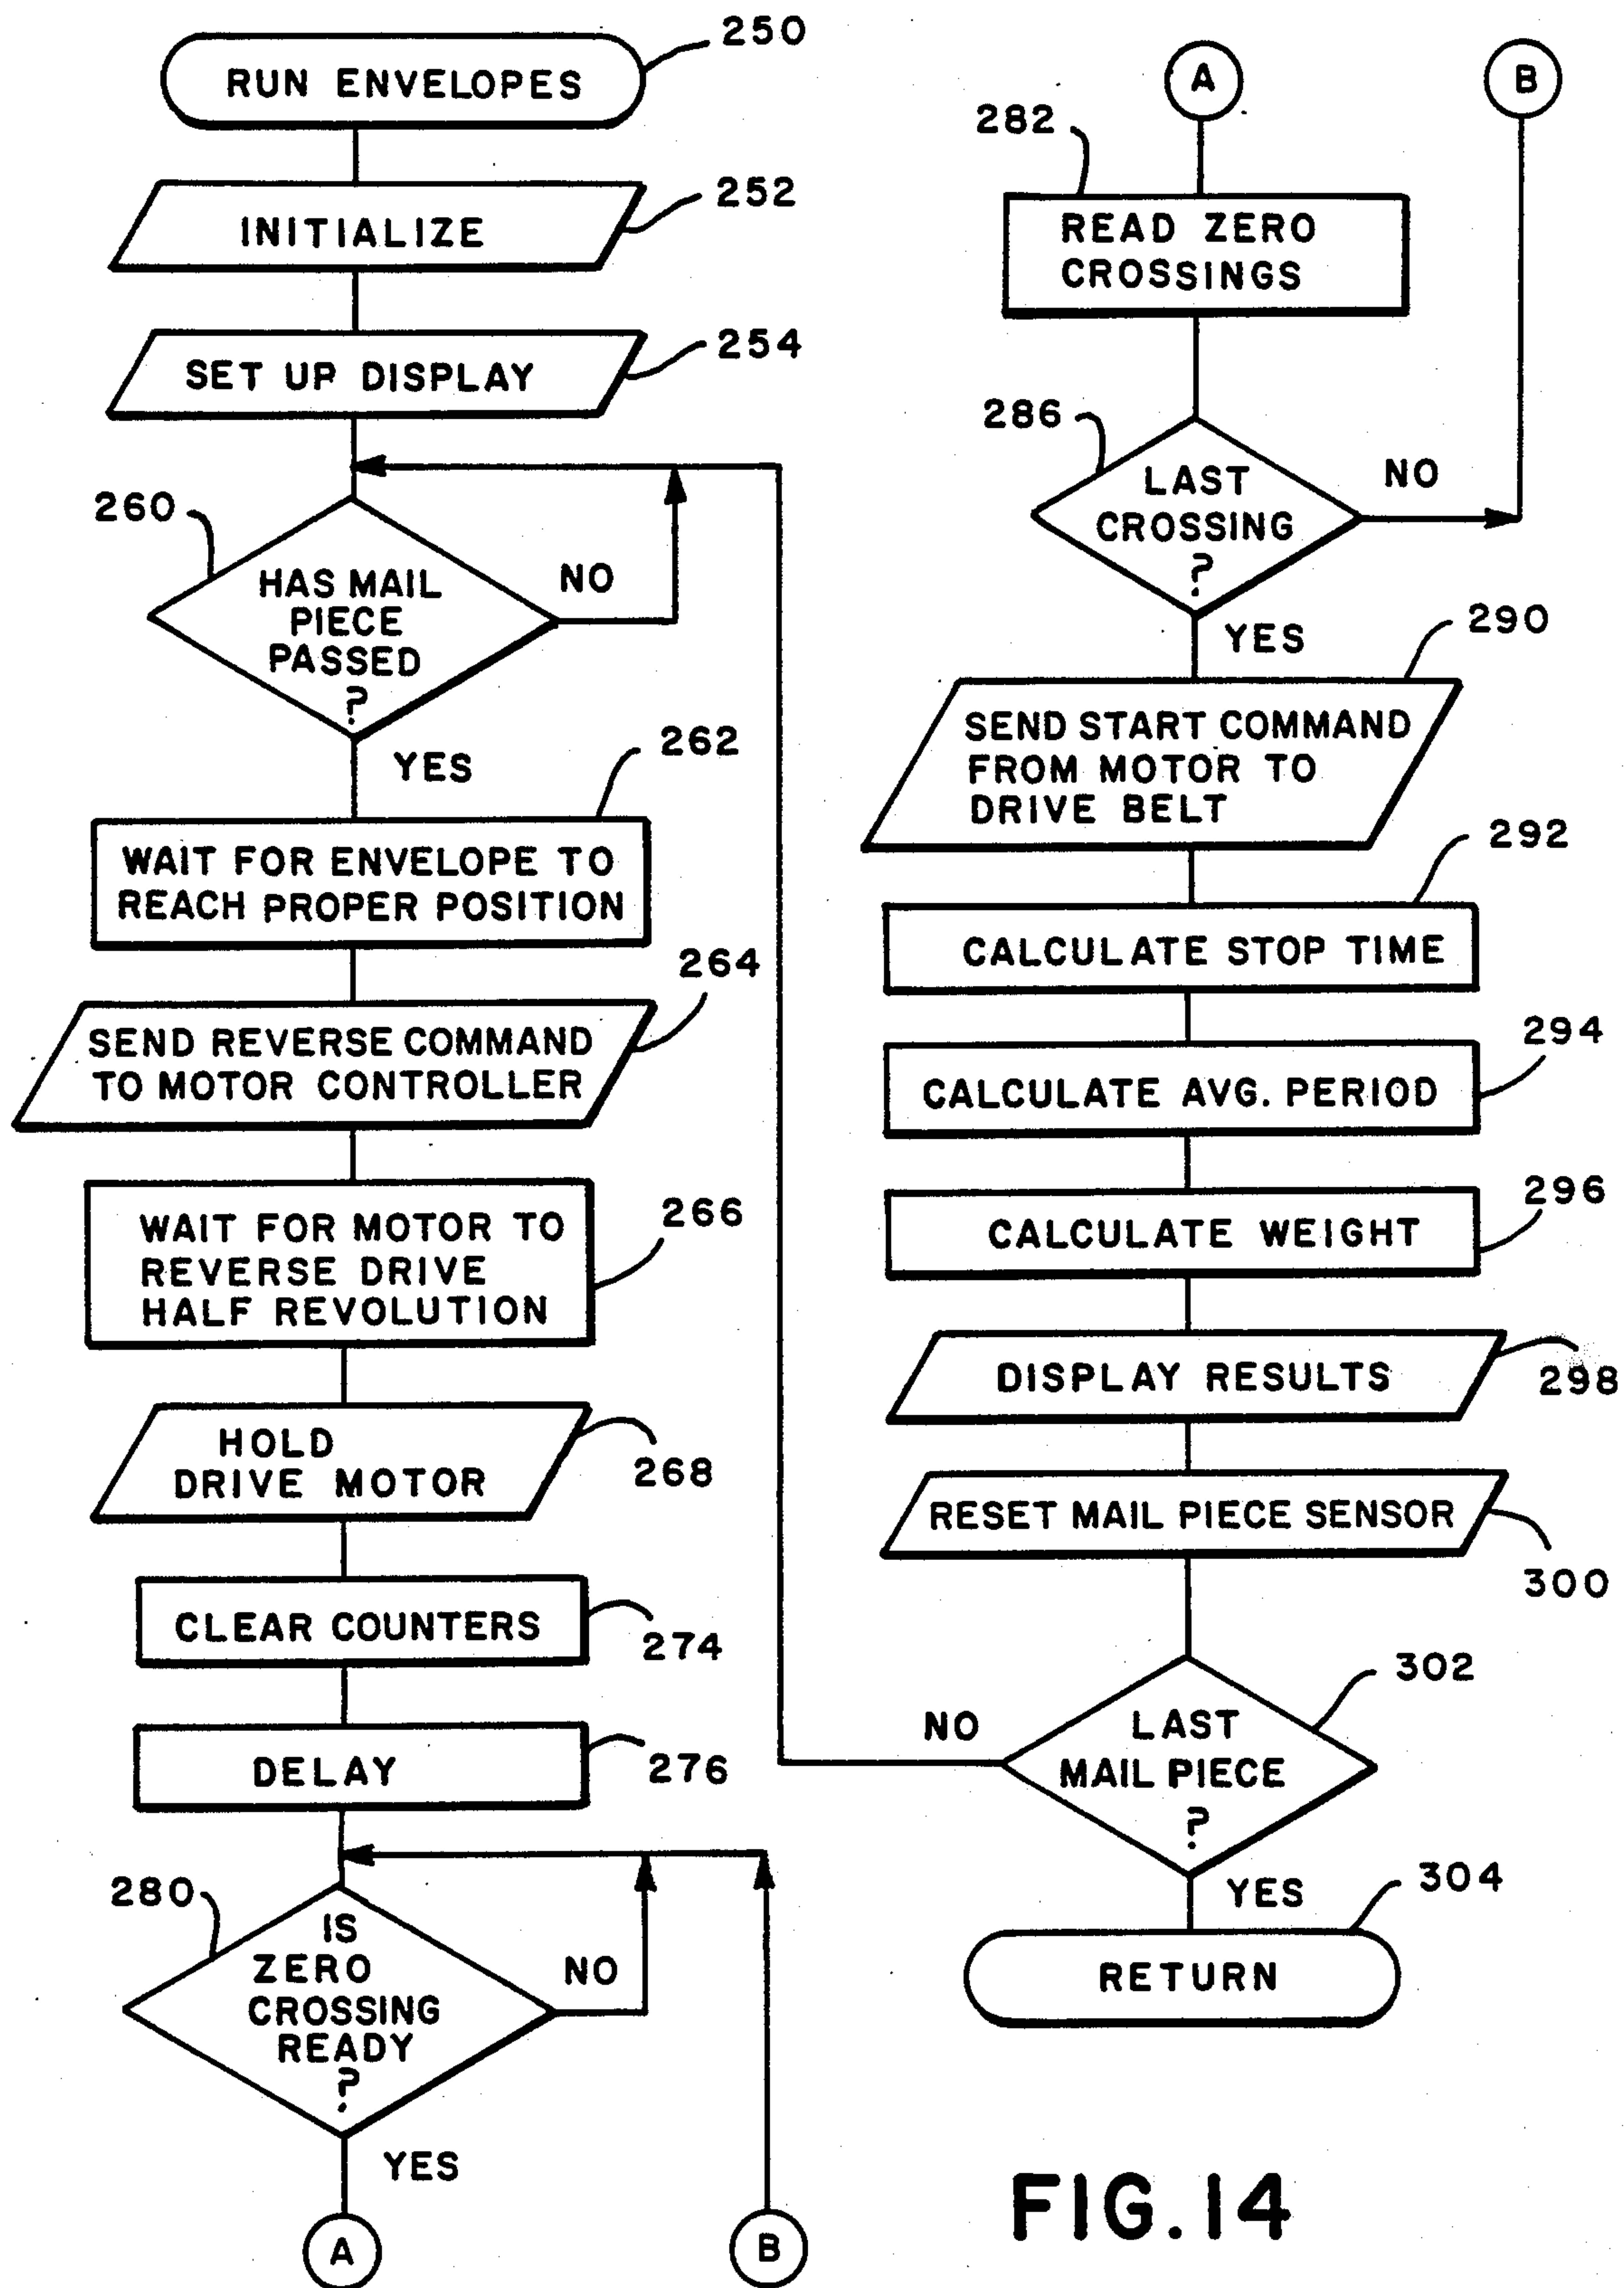 250
RUN ENVELOPES
252
INITIALIZE
254
SET UP DISPLAY
260
HAS MAIL
PIECE
PASSED
?
NO
YES
262
WAIT FOR ENVELOPE TO
REACH PROPER POSITION
264
SEND REVERSE COMMAND
TO MOTOR CONTROLLER
266
WAIT FOR MOTOR TO
REVERSE DRIVE
HALF REVOLUTION
268
HOLD
DRIVE MOTOR
274
CLEAR COUNTERS
276
DELAY
280
IS
ZERO
CROSSING
READY
?
NO
YES
A
B
A
B
282
READ ZERO
CROSSINGS
286
LAST
CROSSING
?
NO
YES
290
SEND START COMMAND
FROM MOTOR TO
DRIVE BELT
292
CALCULATE STOP TIME
294
CALCULATE AVG. PERIOD
296
CALCULATE WEIGHT
298
DISPLAY RESULTS
300
RESET MAIL PIECE SENSOR
302
LAST
MAIL PIECE
?
NO
YES
304
RETURN
FIG.14